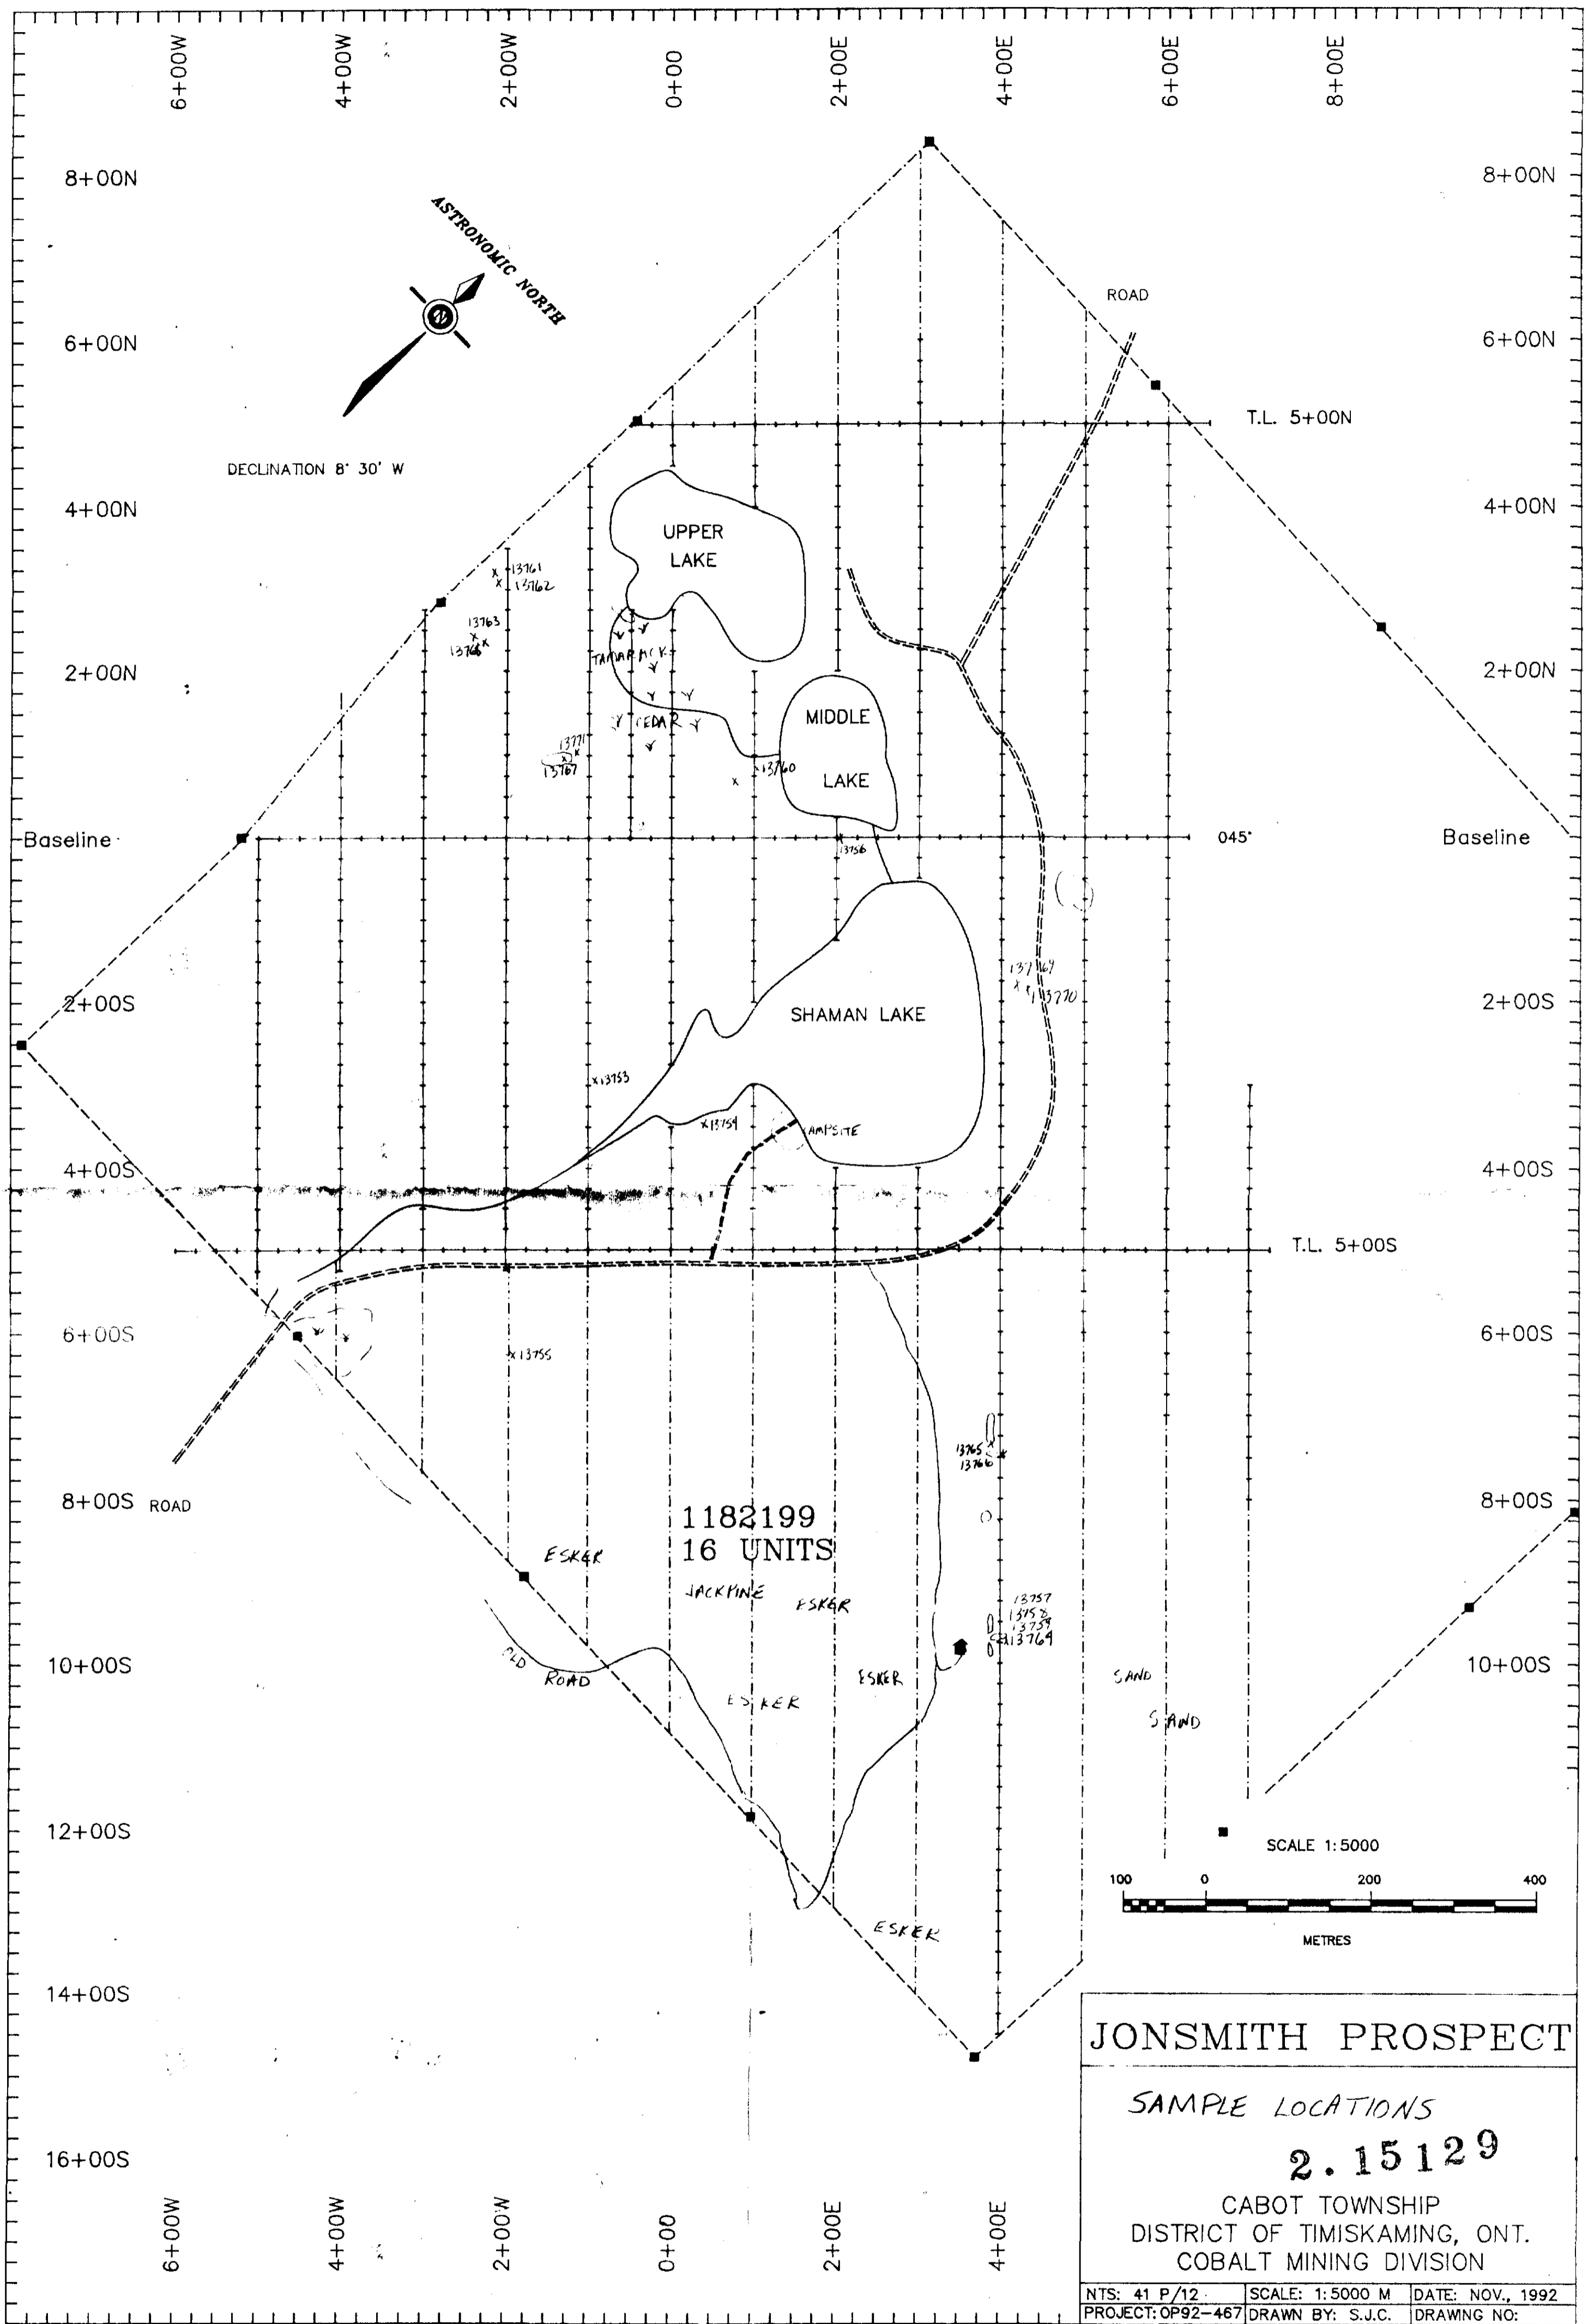 6+00W
4+00W
2+00W
0+00
2+00E
4+00E
6+00E
8+00E
8+00N
8+00N
ASTRONOMIC NORTH
N
ROAD
6+00N
6+00N
T.L. 5+00N
DECLINATION 8° 30' W
4+00N
4+00N
UPPER
LAKE
13761
13762
13763
TAMARACK
2+00N
2+00N
MIDDLE
CEDAR
13771
13767
13760
LAKE
Baseline
045°
Baseline
13756
13769
13770
2+00S
2+00S
SHAMAN LAKE
13753
13754
CAMPSITE
4+00S
4+00S
T.L. 5+00S
6+00S
6+00S
13755
13765
13766
8+00S
ROAD
8+00S
1182199
16 UNITS
ESKER
JACKPINE
ESKER
13757
13758
13759
13764
10+00S
OLD
ROAD
ESKER
ESKER
SAND
SAND
10+00S
12+00S
SCALE 1:5000
100 0 200 400
METRES
ESKER
14+00S
JONSMITH PROSPECT
SAMPLE LOCATIONS
2.15129
16+00S
CABOT TOWNSHIP
DISTRICT OF TIMISKAMING, ONT.
COBALT MINING DIVISION
6+00W
4+00W
2+00W
0+00
2+00E
4+00E
NTS: 41 P/12
SCALE: 1:5000 M
DATE: NOV., 1992
PROJECT: OP92-467
DRAWN BY: S.J.C.
DRAWING NO: